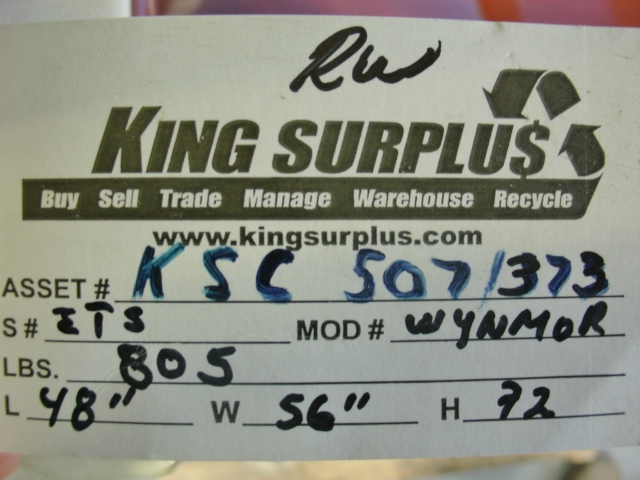 RW
KING SURPLU$
Buy Sell Trade Manage Warehouse Recycle
www.kingsurplus.com
ASSET # KSC 507/373
S # ITS MOD # WYNMOR
LBS. 805
L 48" W 56" H 72